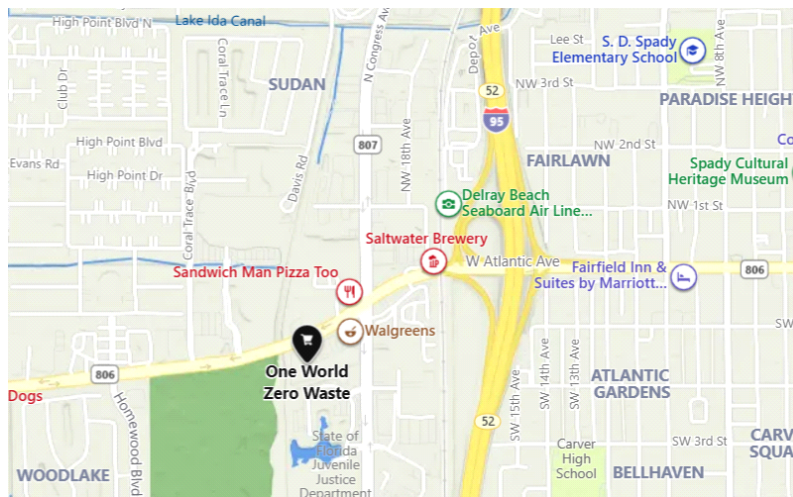 High Point Blvd N
Lake Ida Canal
N Congress Av
Depot Ave
Lee St
S. D. Spady
Elementary School
NW 8th Ave
Club Dr
Coral Trace Ln
SUDAN
52
NW 3rd St
PARADISE HEIGH
95
807
High Point Blvd
NW 18th Ave
NW 2nd St
Co
FAIRLAWN
Evans Rd
High Point Dr
Davis Rd
Spady Cultural
Heritage Museum
Coral Trace Blvd
Delray Beach
Seaboard Air Line...
NW 1st St
Saltwater Brewery
W Atlantic Ave
Sandwich Man Pizza Too
Fairfield Inn &
Suites by Marriott...
806
Walgreens
SW
One World
Zero Waste
806
Dogs
SW 15th Ave
SW 14th Ave
SW 13th Ave
ATLANTIC
GARDENS
Homewood Blvd
52
State of
Florida
Juvenile
Justice
Department
Carver
High
School
SW 3rd St
CARV
SQUA
WOODLAKE
BELLHAVEN